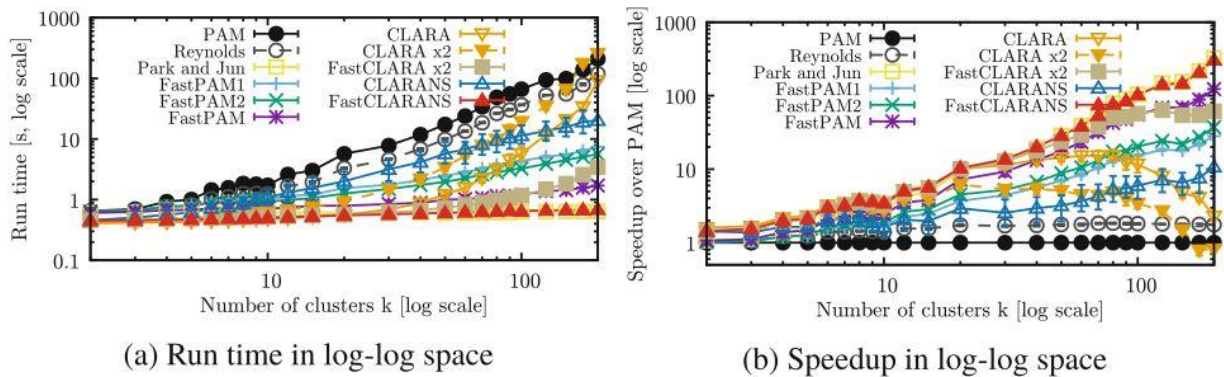 1000
100
10
1
0.1
Run time [s, log scale]
PAM
Reynolds
Park and Jun
FastPAM1
FastPAM2
FastPAM
CLARA
CLARA x2
FastCLARA x2
CLARANS
FastCLARANS
10
100
Number of clusters k [log scale]
(a) Run time in log-log space
1000
100
10
1
Speedup over PAM [log scale]
PAM
Reynolds
Park and Jun
FastPAM1
FastPAM2
FastPAM
CLARA
CLARA x2
FastCLARA x2
CLARANS
FastCLARANS
10
100
Number of clusters k [log scale]
(b) Speedup in log-log space